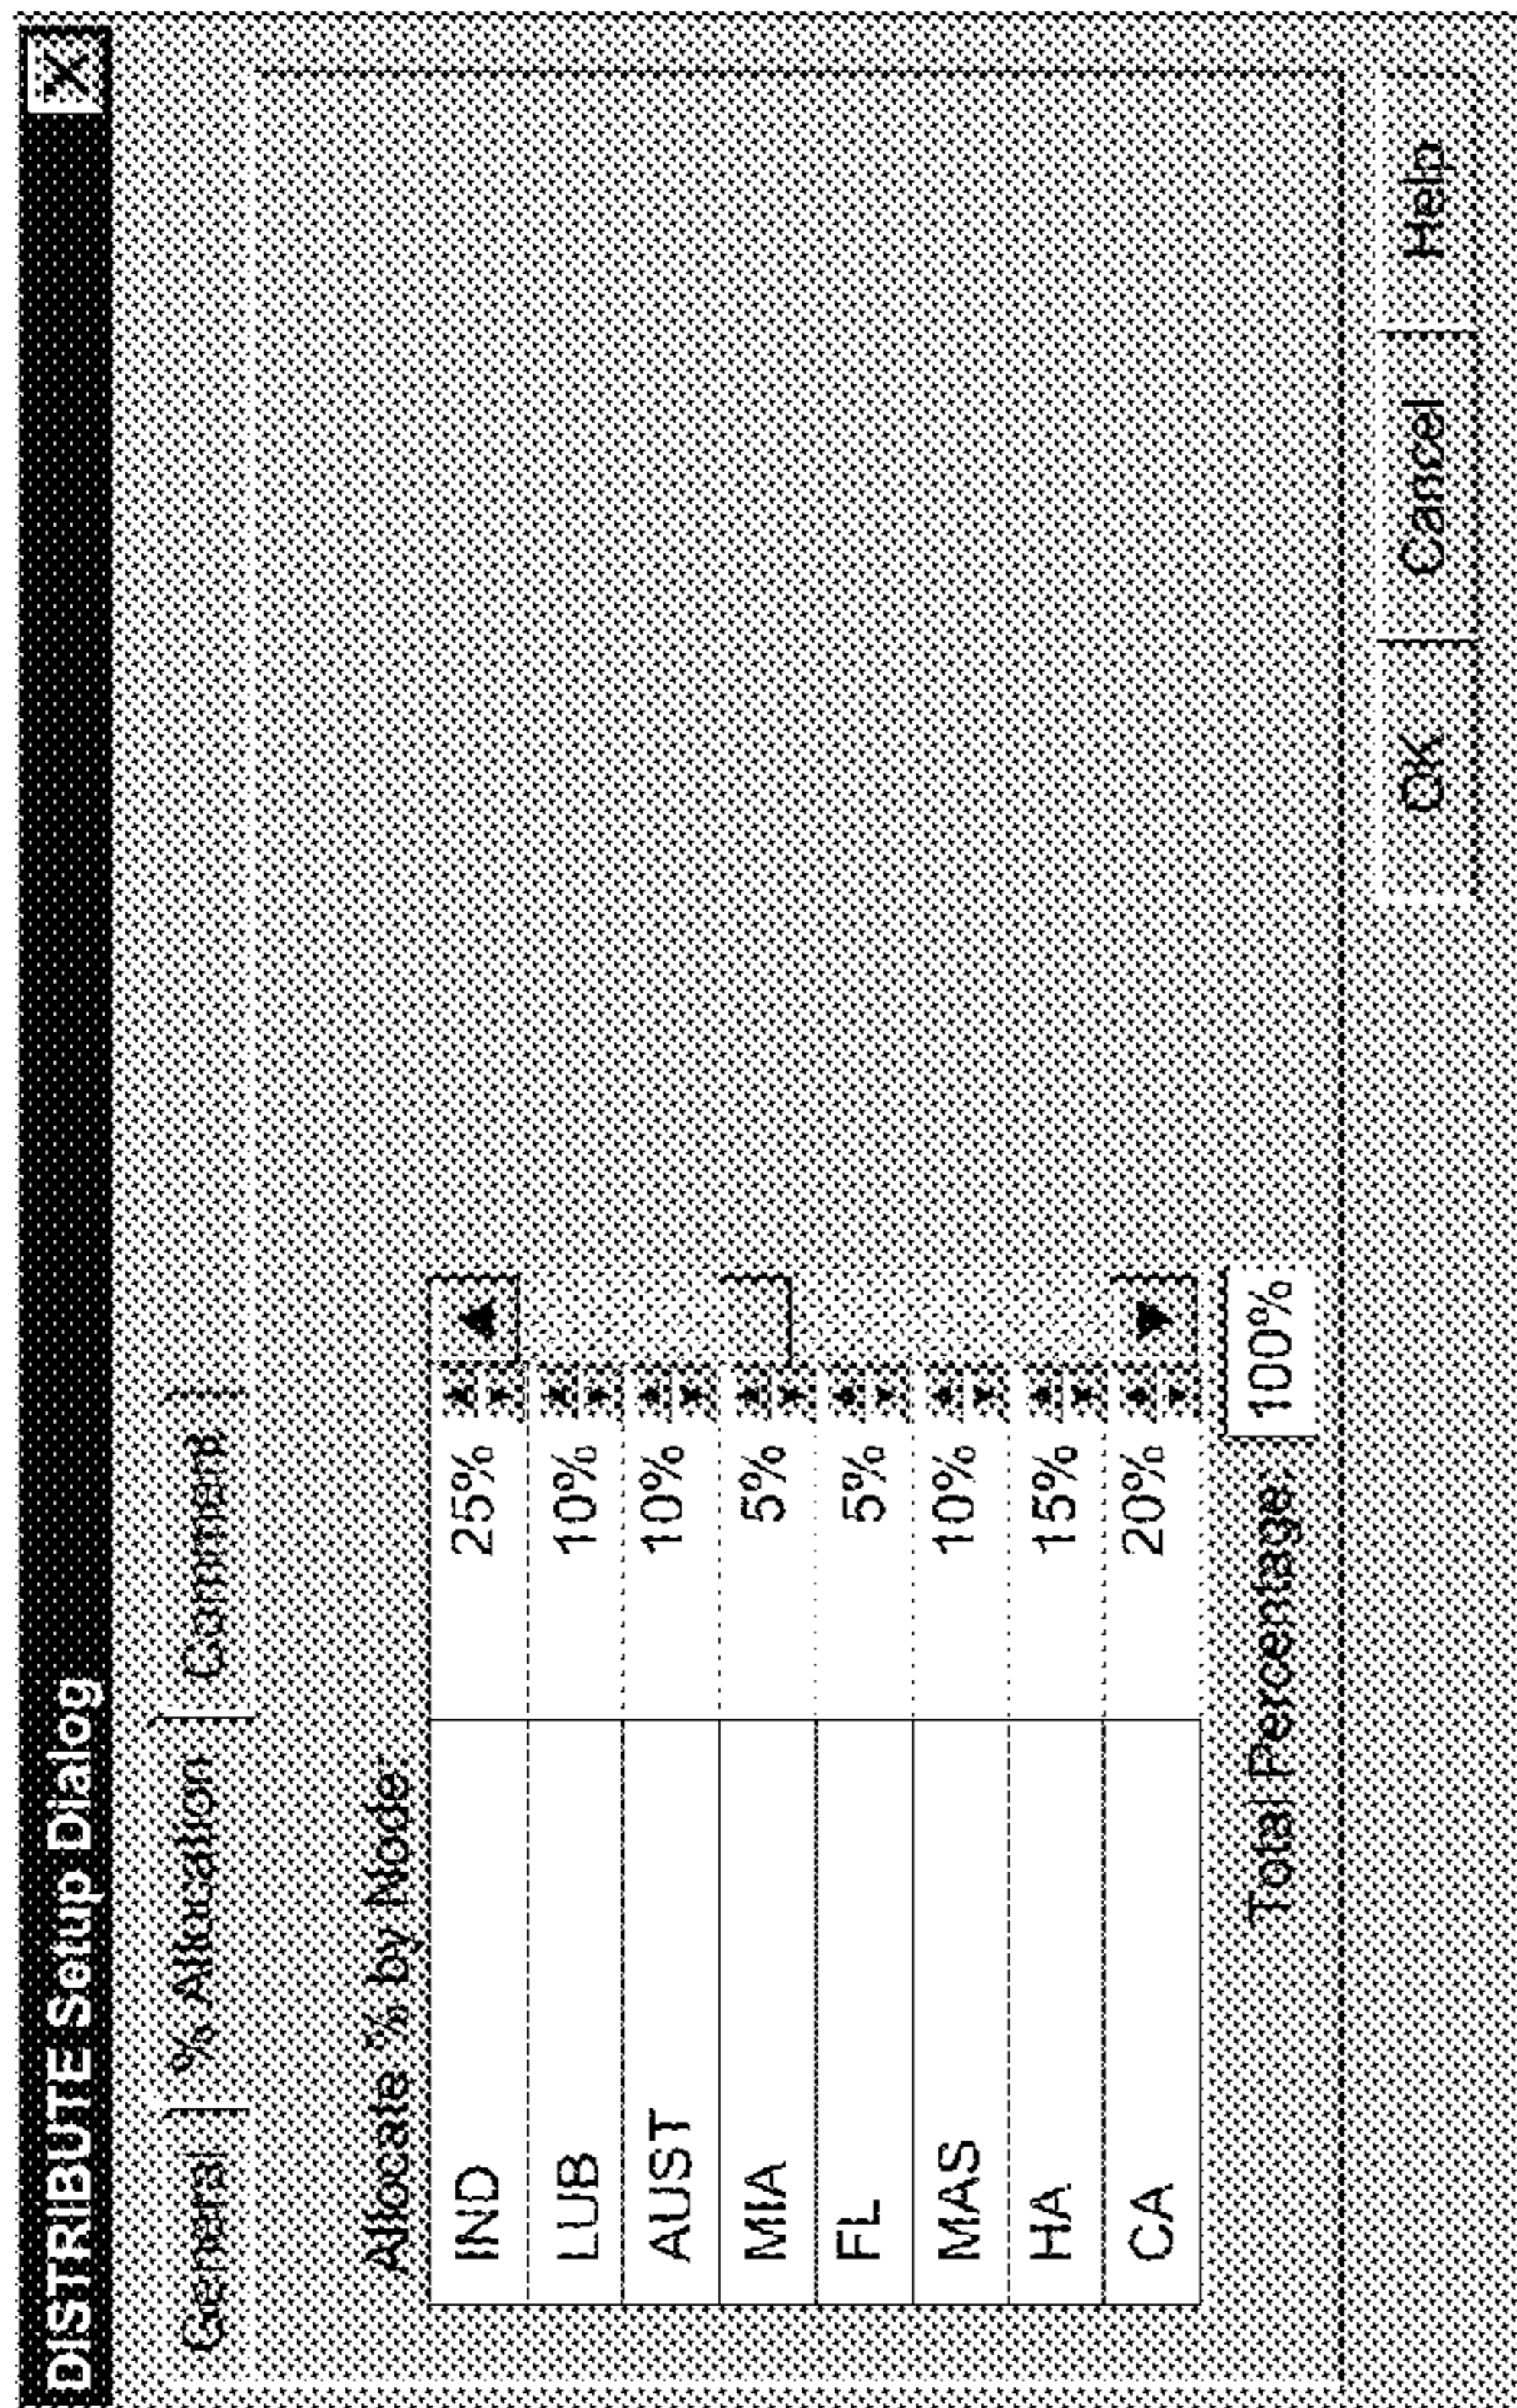 DISTRIBUTE Setup Dialog X
General % Allocation Comment
Allocate % by Node:
IND 25%
LUB 10%
AUST 10%
MIA 5%
FL 5%
MAS 10%
HA 15%
CA 20%
Total Percentage: 100%
OK Cancel Help